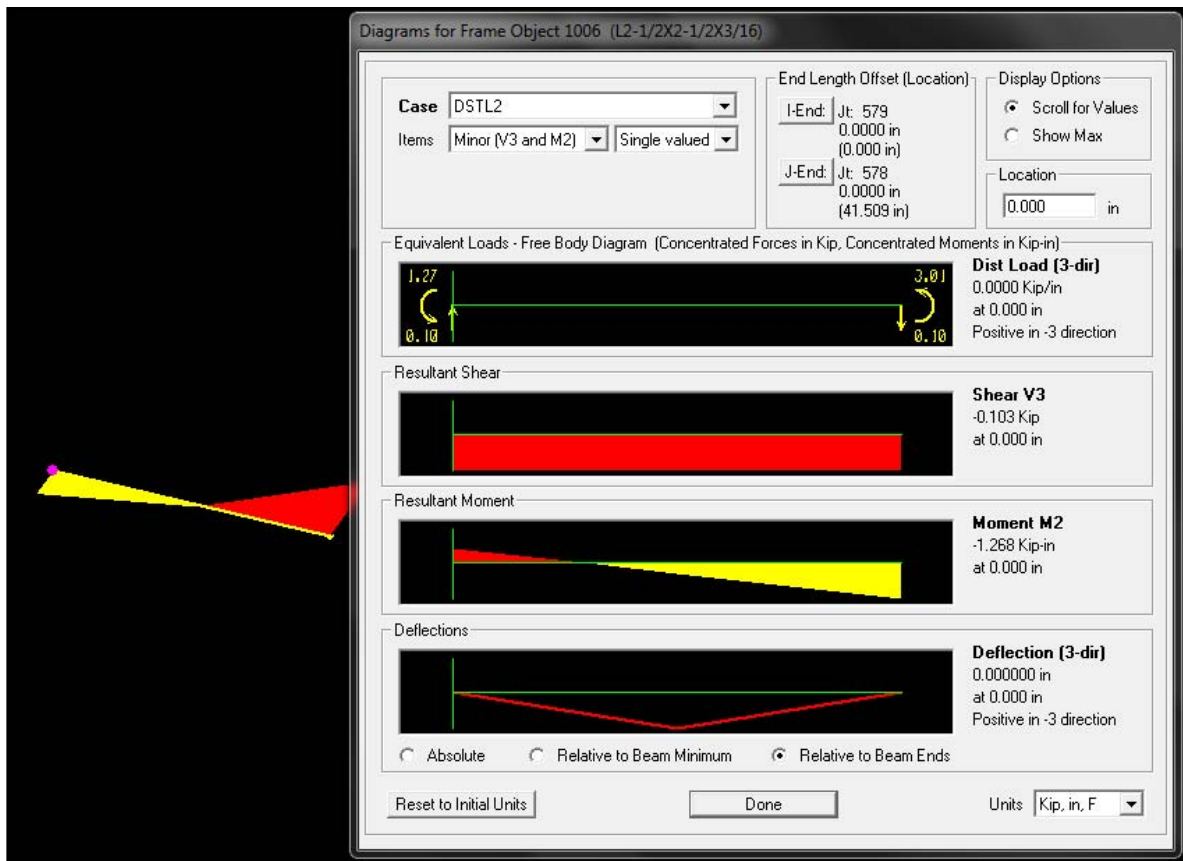 Diagrams for Frame Object 1006 (L2-1/2X2-1/2X3/16)
Case DSTL2
Items Minor (V3 and M2) Single valued
End Length Offset (Location)
I-End: Jt: 579
0.0000 in
(0.000 in)
J-End: Jt: 578
0.0000 in
(41.509 in)
Display Options
Scroll for Values
Show Max
Location
0.000 in
Equivalent Loads - Free Body Diagram (Concentrated Forces in Kip, Concentrated Moments in Kip-in)
1.27 3.01
0.10 0.10
Dist Load (3-dir)
0.0000 Kip/in
at 0.000 in
Positive in -3 direction
Resultant Shear
Shear V3
-0.103 Kip
at 0.000 in
Resultant Moment
Moment M2
-1.268 Kip-in
at 0.000 in
Deflections
Deflection (3-dir)
0.000000 in
at 0.000 in
Positive in -3 direction
Absolute Relative to Beam Minimum Relative to Beam Ends
Reset to Initial Units Done Units Kip, in, F